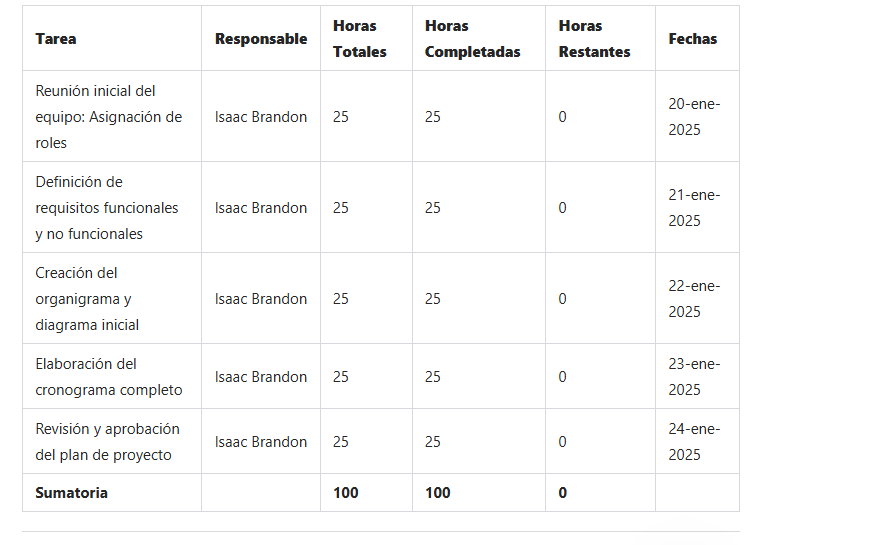 Tarea Responsable Horas Totales Horas Completadas Horas Restantes Fechas
Reunión inicial del equipo: Asignación de roles Isaac Brandon 25 25 0 20-ene-2025
Definición de requisitos funcionales y no funcionales Isaac Brandon 25 25 0 21-ene-2025
Creación del organigrama y diagrama inicial Isaac Brandon 25 25 0 22-ene-2025
Elaboración del cronograma completo Isaac Brandon 25 25 0 23-ene-2025
Revisión y aprobación del plan de proyecto Isaac Brandon 25 25 0 24-ene-2025
Sumatoria 100 100 0